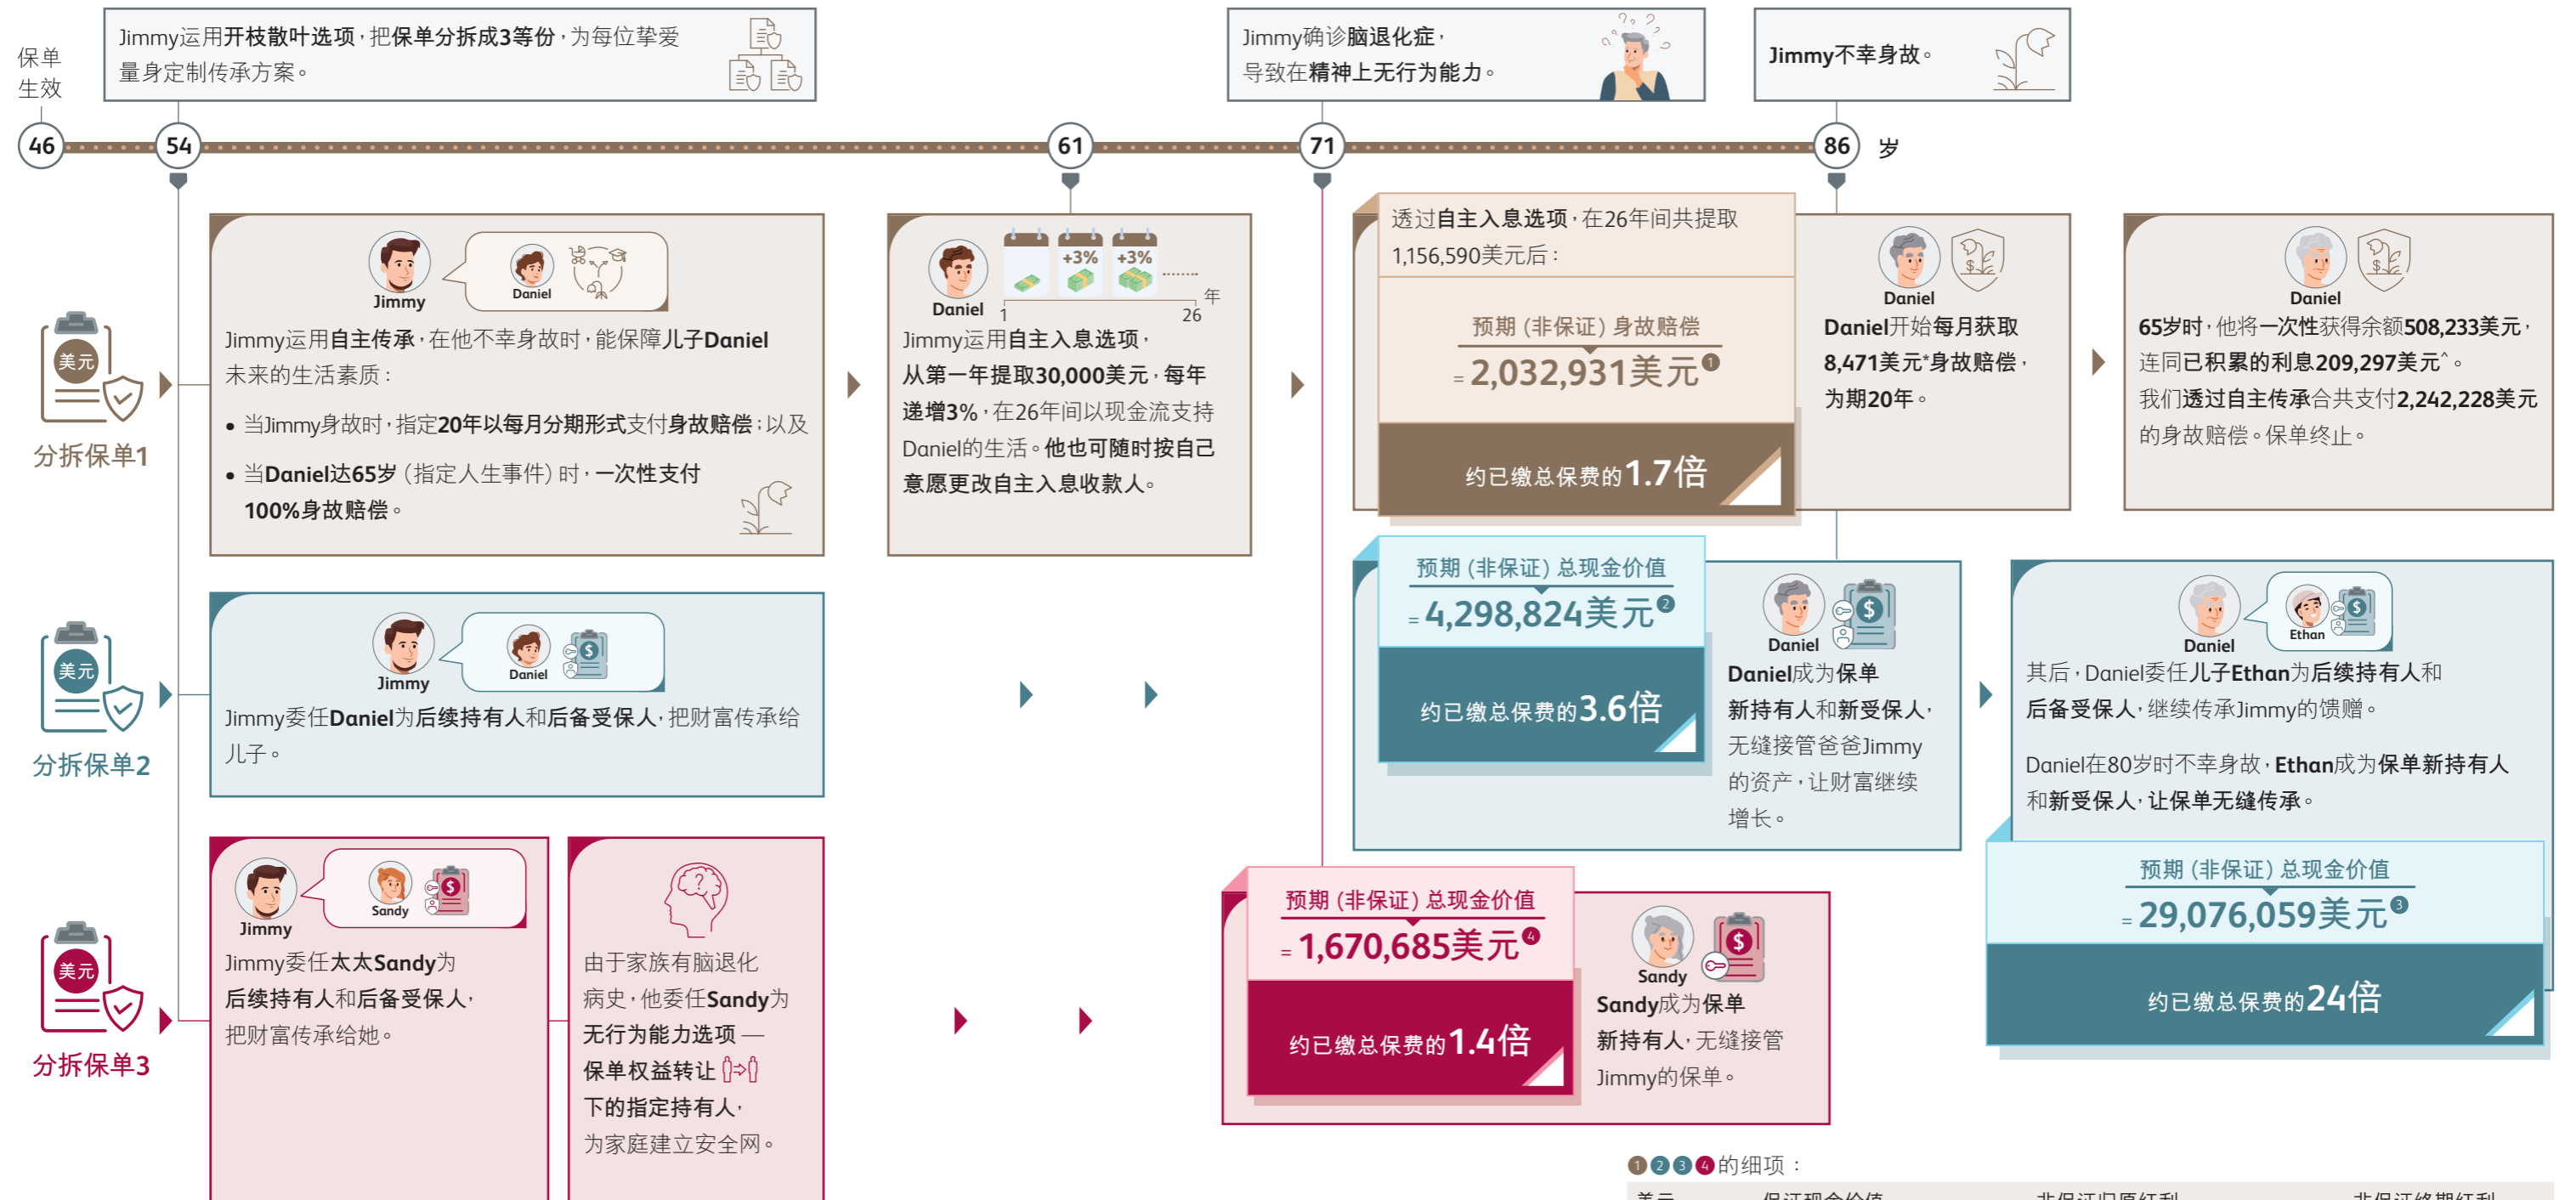 保单
生效
Jimmy运用开枝散叶选项，把保单分拆成3等份，为每位挚爱
量身定制传承方案。
Jimmy确诊脑退化症，
导致在精神上无行为能力。
Jimmy不幸身故。
46
54
61
71
86
岁
美元
分拆保单1
Jimmy
Daniel
Jimmy运用自主传承，在他不幸身故时，能保障儿子Daniel
未来的生活素质：
• 当Jimmy身故时，指定20年以每月分期形式支付身故赔偿；以及
• 当Daniel达65岁（指定人生事件）时，一次性支付
100%身故赔偿。
Daniel
+3%
+3%
........
1
26
年
Jimmy运用自主入息选项，
从第一年提取30,000美元，每年
递增3%，在26年间以现金流支持
Daniel的生活。他也可随时按自己
意愿更改自主入息收款人。
透过自主入息选项，在26年间共提取
1,156,590美元后：
预期（非保证）身故赔偿
= 2,032,931美元❶
约已缴总保费的1.7倍
Daniel
Daniel开始每月获取
8,471美元*身故赔偿，
为期20年。
Daniel
65岁时，他将一次性获得余额508,233美元，
连同已积累的利息209,297美元^。
我们透过自主传承合共支付2,242,228美元
的身故赔偿。保单终止。
美元
分拆保单2
Jimmy
Daniel
$
Jimmy委任Daniel为后续持有人和后备受保人，把财富传承给
儿子。
预期（非保证）总现金价值
= 4,298,824美元❷
约已缴总保费的3.6倍
Daniel
$
Daniel成为保单
新持有人和新受保人，
无缝接管爸爸Jimmy
的资产，让财富继续
增长。
Daniel
Ethan
$
其后，Daniel委任儿子Ethan为后续持有人和
后备受保人，继续传承Jimmy的馈赠。
Daniel在80岁时不幸身故，Ethan成为保单新持有人
和新受保人，让保单无缝传承。
预期（非保证）总现金价值
= 29,076,059美元❸
约已缴总保费的24倍
美元
分拆保单3
Jimmy
Sandy
$
Jimmy委任太太Sandy为
后续持有人和后备受保人，
把财富传承给她。
?
由于家族有脑退化
病史，他委任Sandy为
无行为能力选项 —
保单权益转让
下的指定持有人，
为家庭建立安全网。
预期（非保证）总现金价值
= 1,670,685美元❹
约已缴总保费的1.4倍
Sandy
$
Sandy成为保单
新持有人，无缝接管
Jimmy的保单。
❶❷❸❹的细项：
美元 保证现金价值 非保证归原红利 非保证终期红利